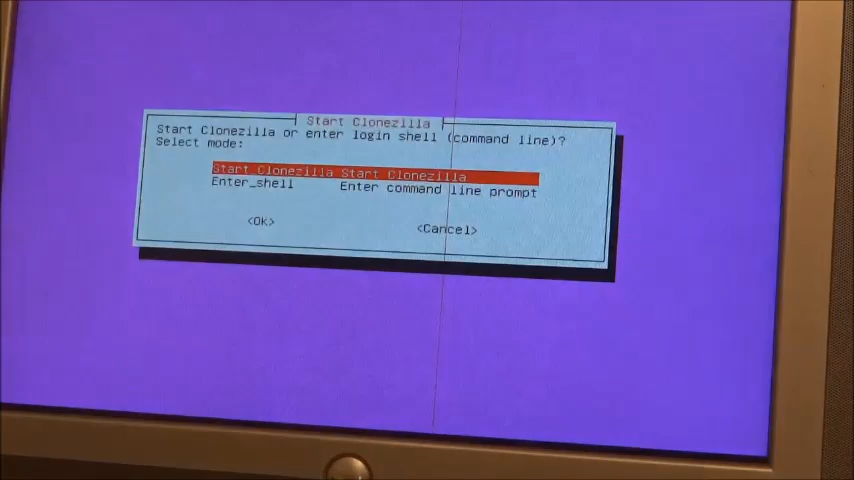 Start Clonezilla
Start Clonezilla or enter login shell (command line)?
Select mode:
Start_Clonezilla Start Clonezilla
Enter_shell Enter command line prompt
<Ok> <Cancel>